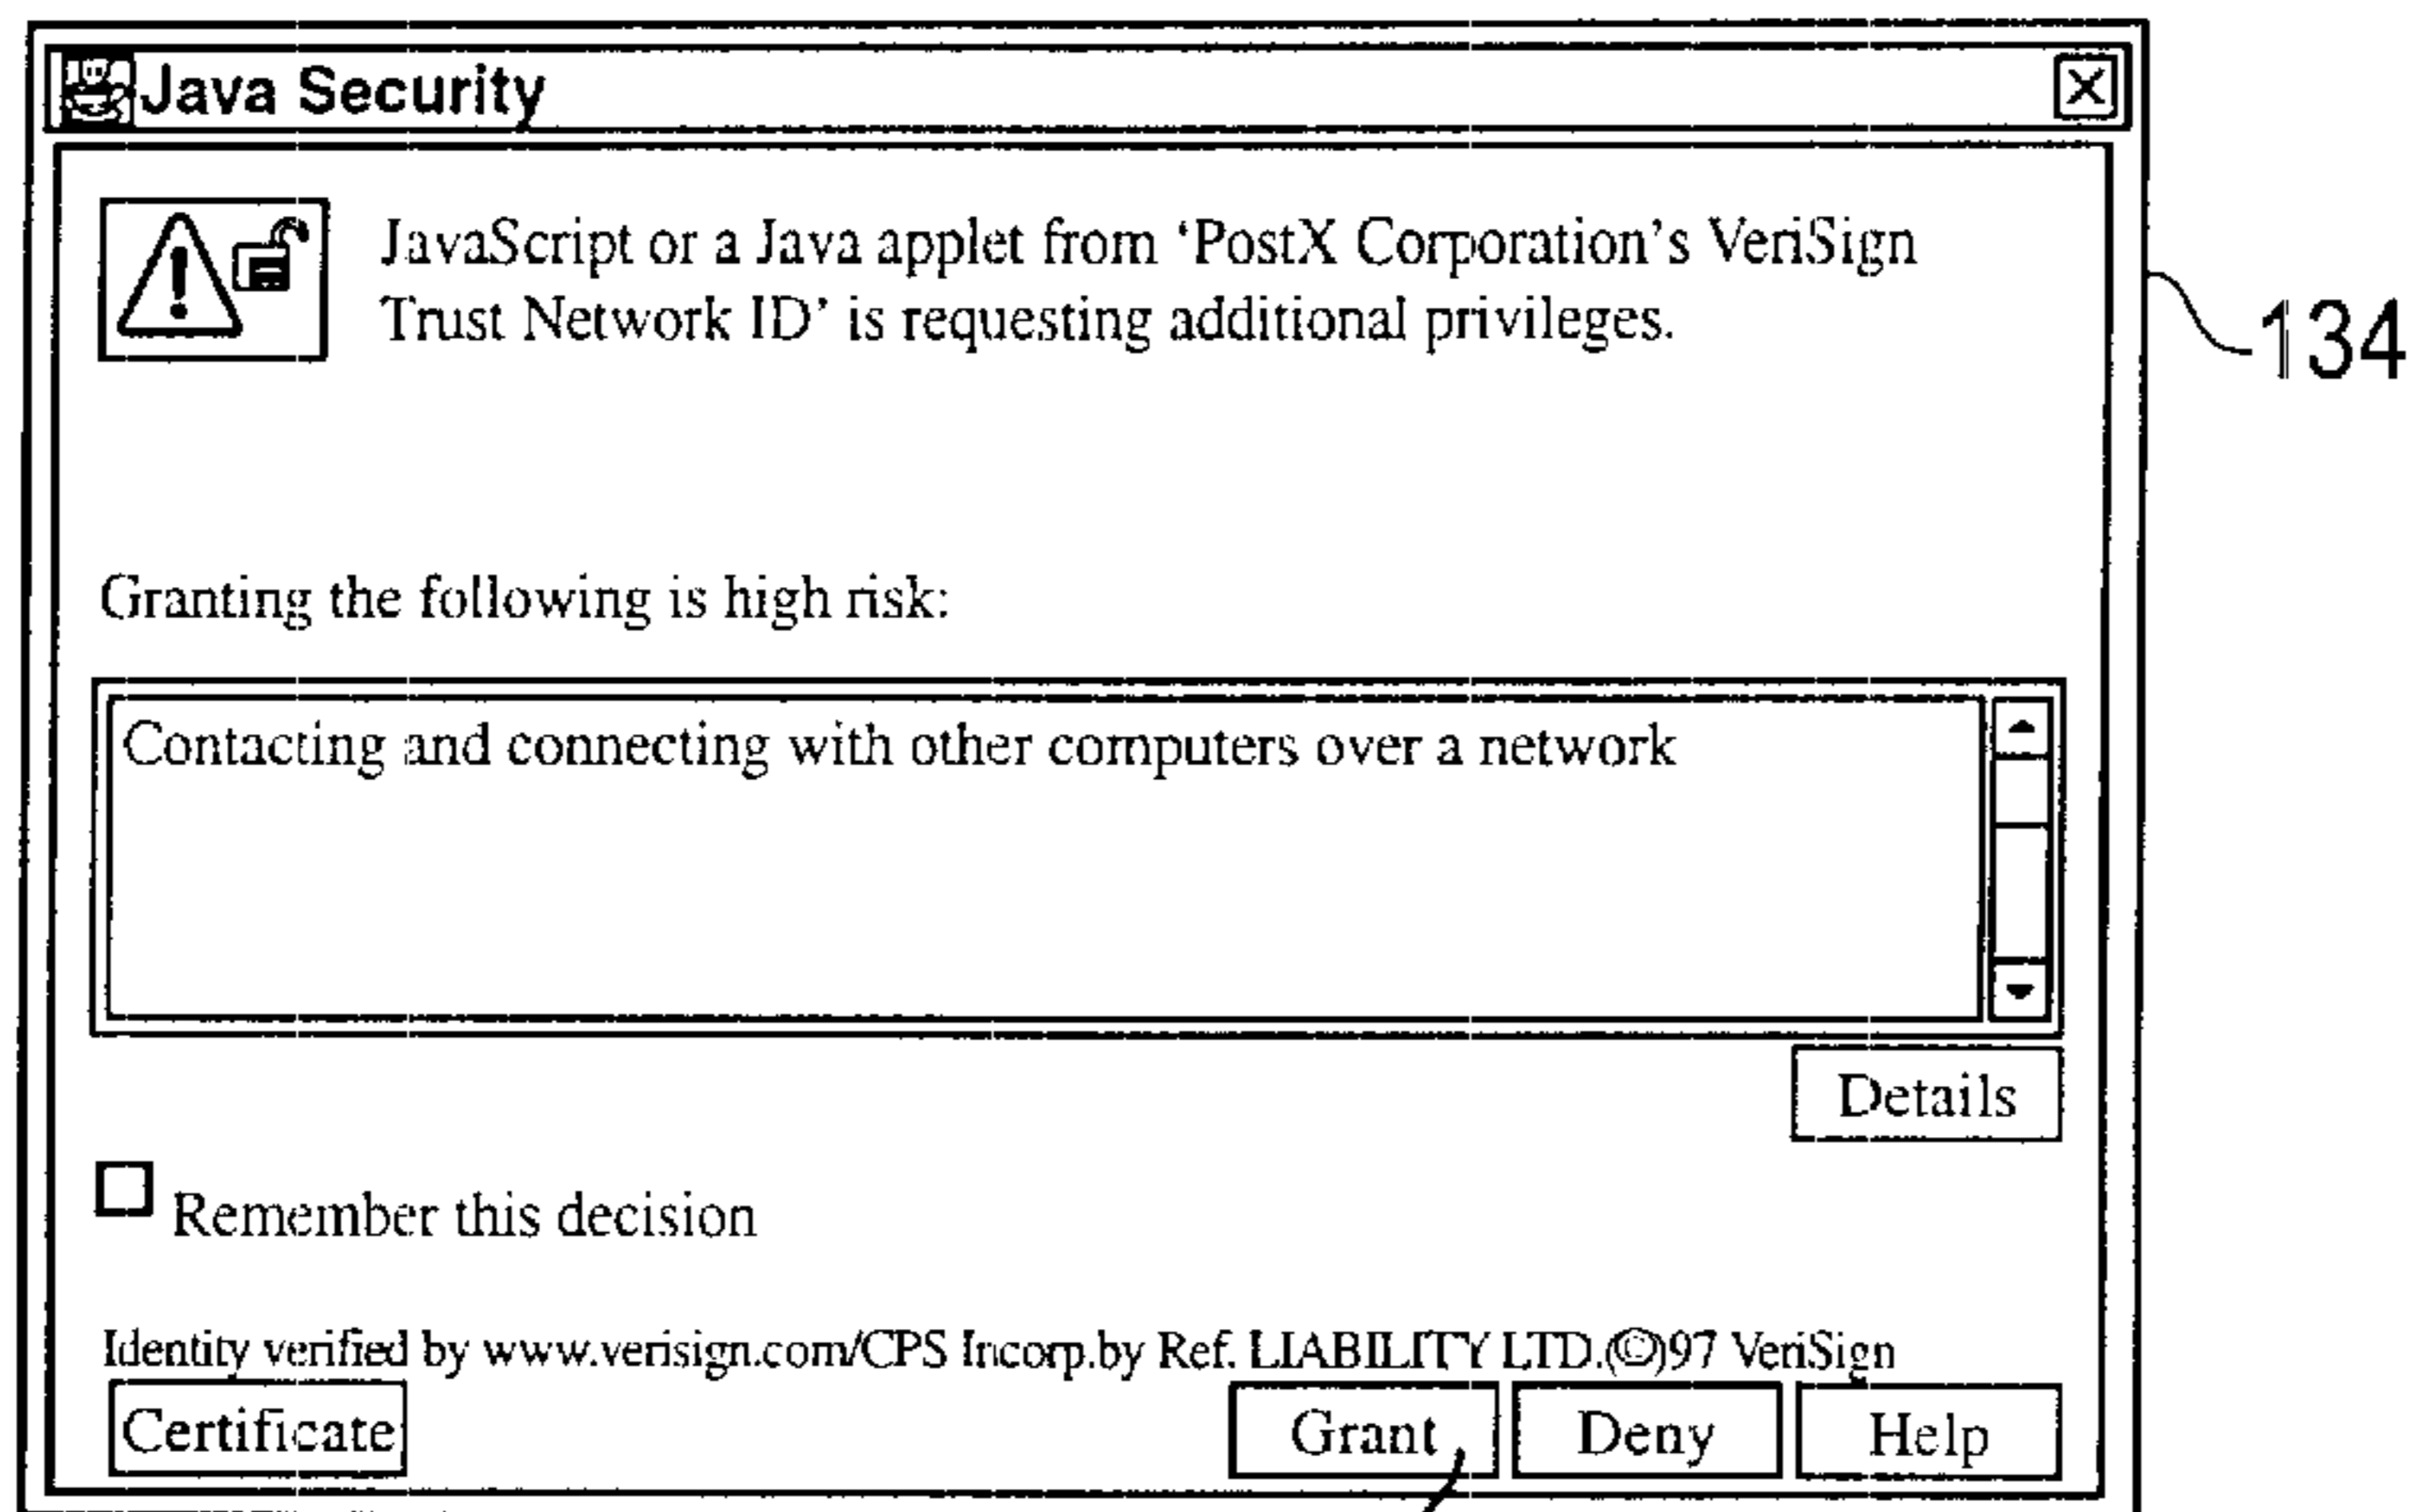 Java Security
JavaScript or a Java applet from ‘PostX Corporation’s VeriSign
Trust Network ID’ is requesting additional privileges.
134
Granting the following is high risk:
Contacting and connecting with other computers over a network
Details
Remember this decision
Identity verified by www.verisign.com/CPS Incorp.by Ref. LIABILITY LTD.(©)97 VeriSign
Certificate Grant Deny Help